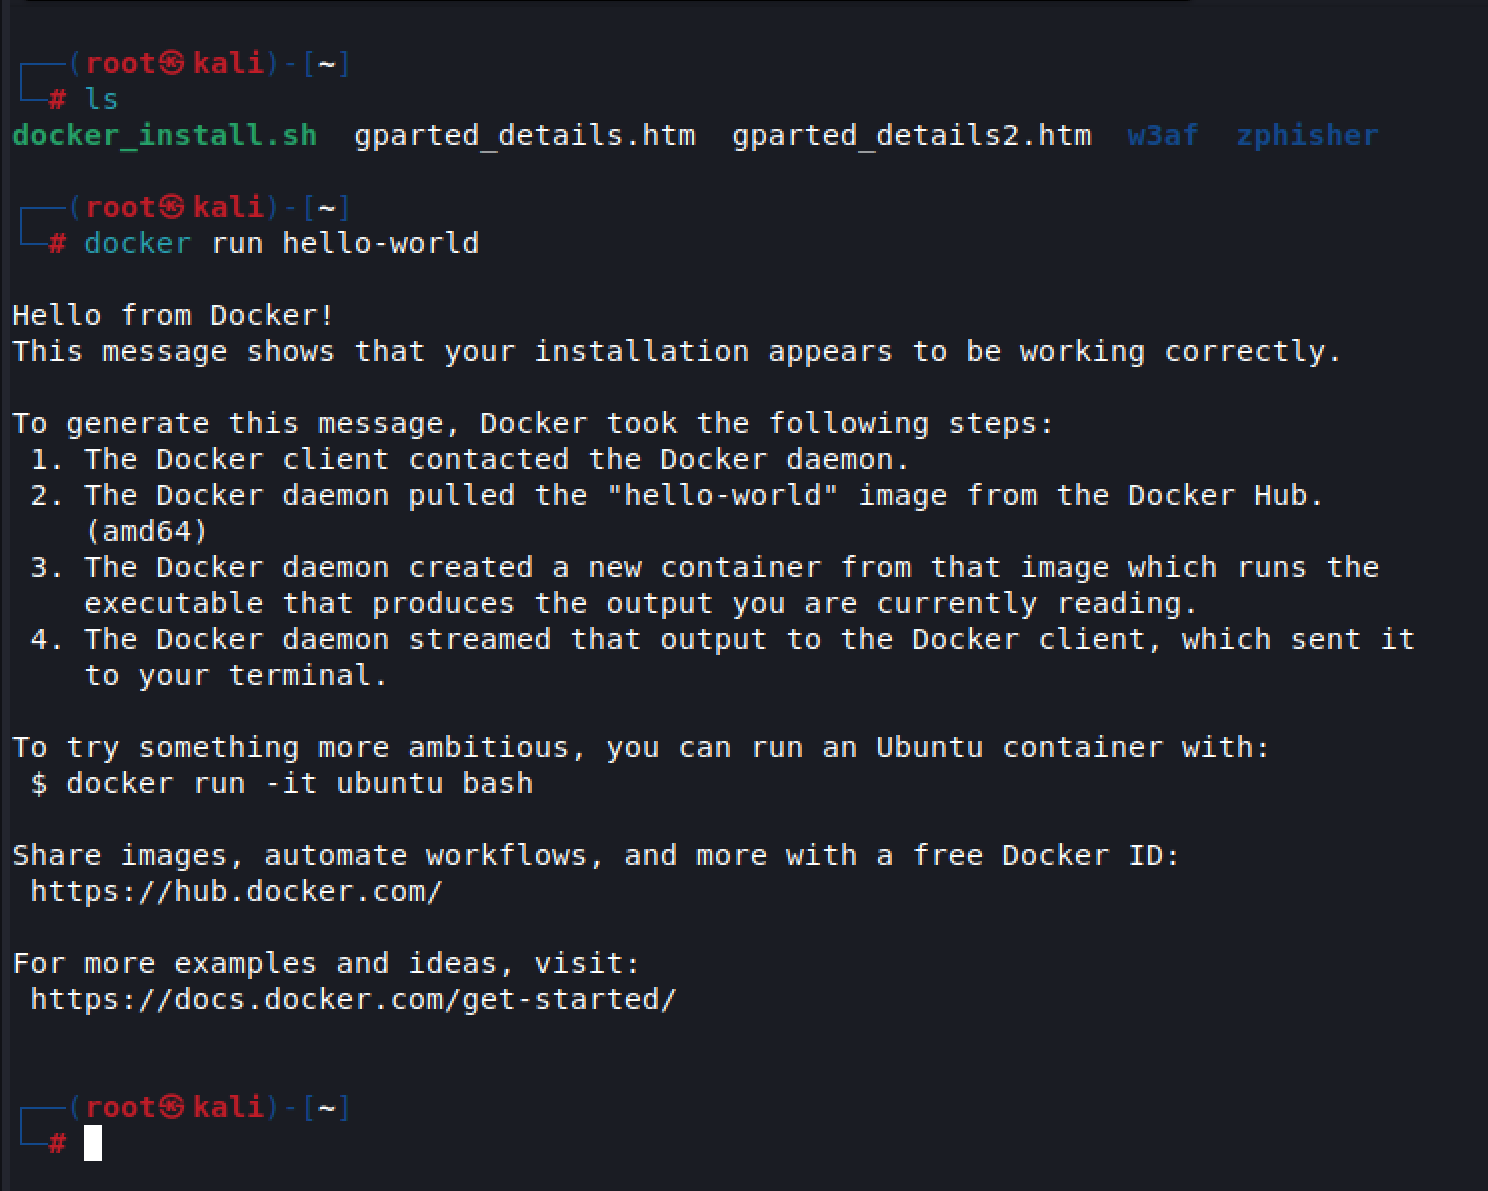 ┌──(root㉿kali)-[~]
└─# ls
docker_install.sh  gparted_details.htm  gparted_details2.htm  w3af  zphisher
┌──(root㉿kali)-[~]
└─# docker run hello-world
Hello from Docker!
This message shows that your installation appears to be working correctly.
To generate this message, Docker took the following steps:
 1. The Docker client contacted the Docker daemon.
 2. The Docker daemon pulled the "hello-world" image from the Docker Hub.
    (amd64)
 3. The Docker daemon created a new container from that image which runs the
    executable that produces the output you are currently reading.
 4. The Docker daemon streamed that output to the Docker client, which sent it
    to your terminal.
To try something more ambitious, you can run an Ubuntu container with:
 $ docker run -it ubuntu bash
Share images, automate workflows, and more with a free Docker ID:
 https://hub.docker.com/
For more examples and ideas, visit:
 https://docs.docker.com/get-started/
┌──(root㉿kali)-[~]
└─#